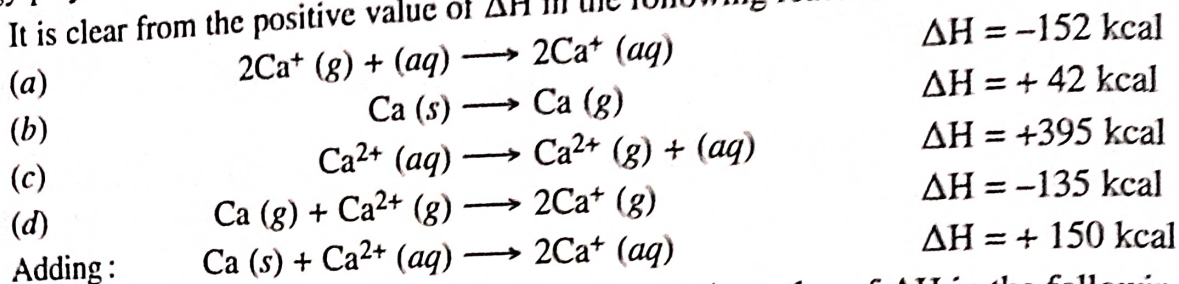 It is clear from the positive value of ΔH in the
(a) 2Ca⁺ (g) + (aq) ⟶ 2Ca⁺ (aq) ΔH = –152 kcal
(b) Ca (s) ⟶ Ca (g) ΔH = + 42 kcal
(c) Ca²⁺ (aq) ⟶ Ca²⁺ (g) + (aq) ΔH = +395 kcal
(d) Ca (g) + Ca²⁺ (g) ⟶ 2Ca⁺ (g) ΔH = –135 kcal
Adding : Ca (s) + Ca²⁺ (aq) ⟶ 2Ca⁺ (aq) ΔH = + 150 kcal